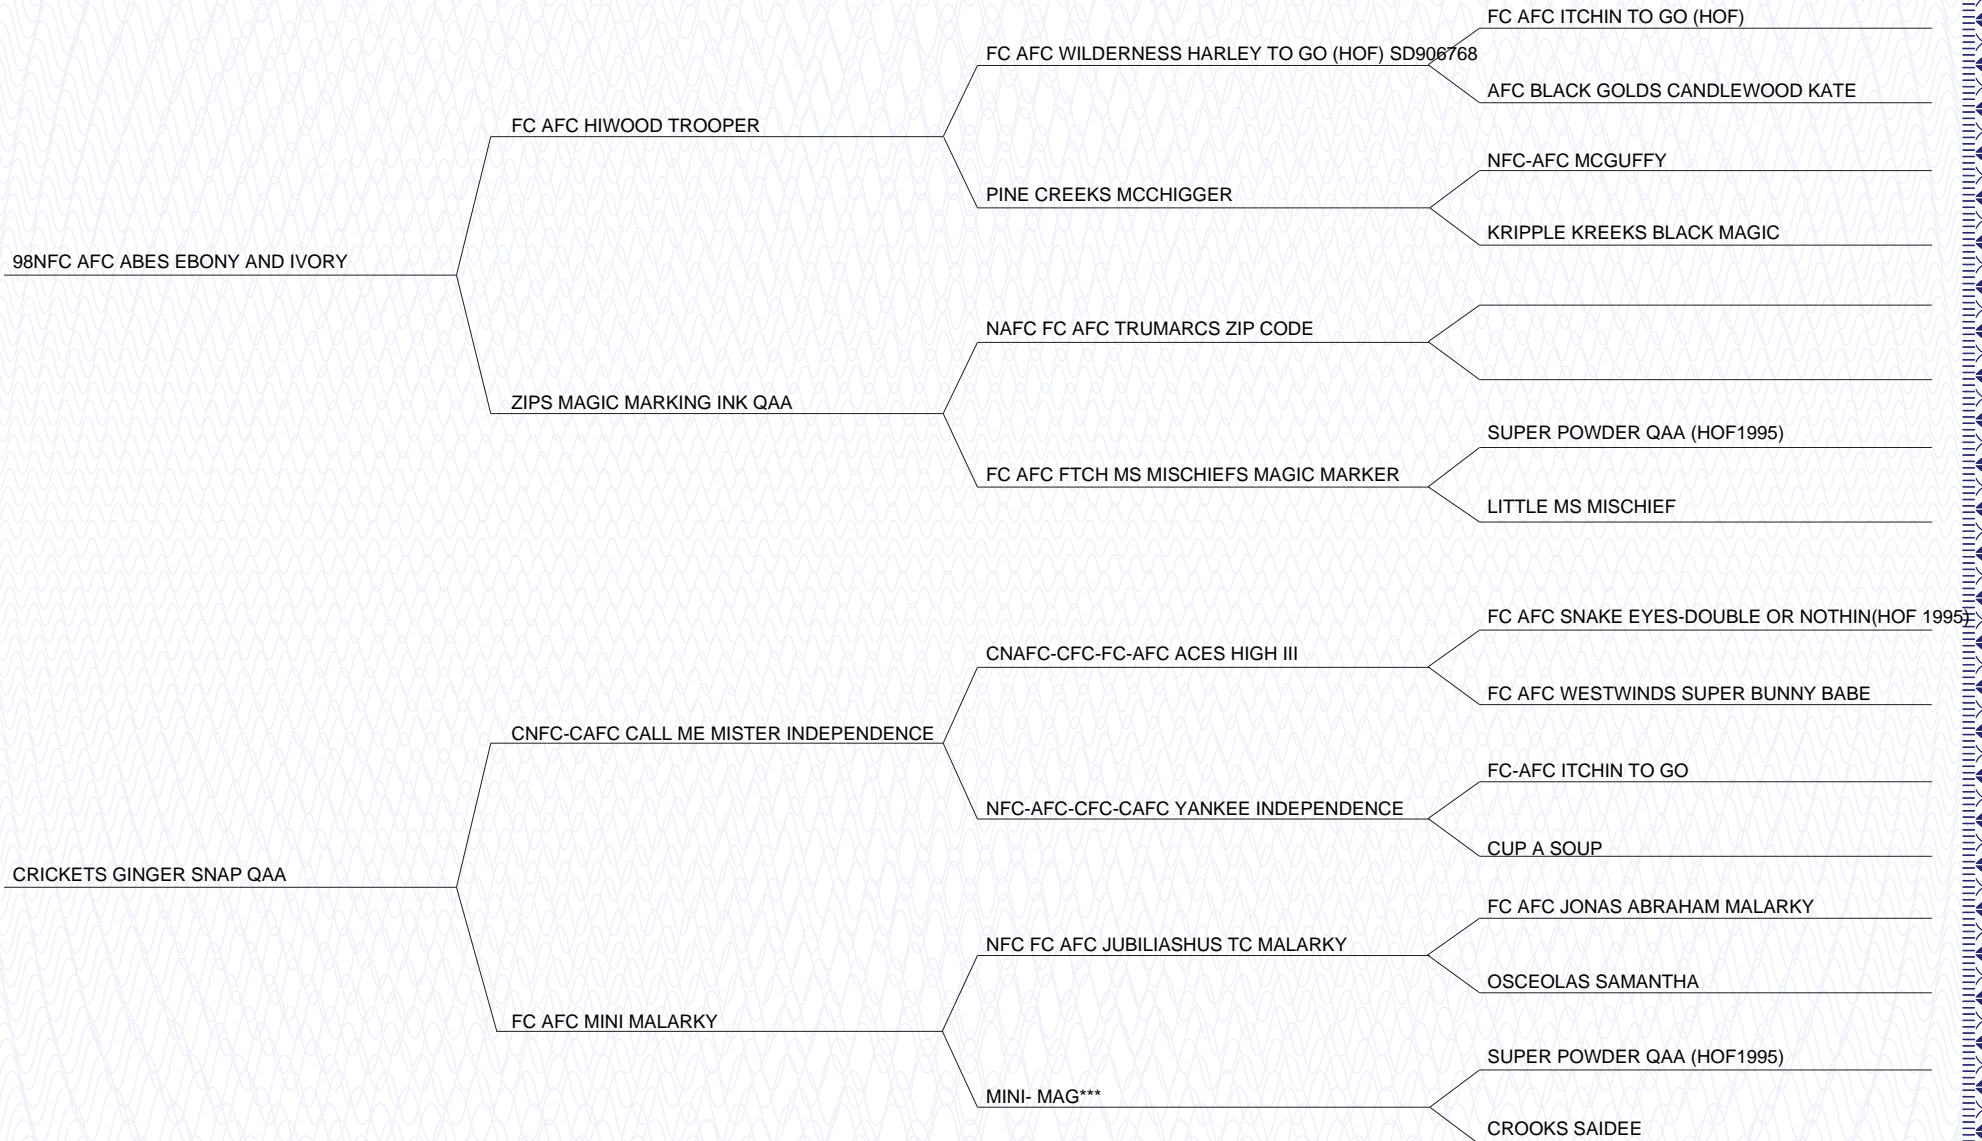 FC AFC ITCHIN TO GO (HOF)
FC AFC WILDERNESS HARLEY TO GO (HOF) SD906768
AFC BLACK GOLDS CANDLEWOOD KATE
FC AFC HIWOOD TROOPER
NFC-AFC MCGUFFY
PINE CREEKS MCCHIGGER
KRIPPLE KREEKS BLACK MAGIC
98NFC AFC ABES EBONY AND IVORY
NAFC FC AFC TRUMARCS ZIP CODE
ZIPS MAGIC MARKING INK QAA
SUPER POWDER QAA (HOF1995)
FC AFC FTCH MS MISCHIEFS MAGIC MARKER
LITTLE MS MISCHIEF
FC AFC SNAKE EYES-DOUBLE OR NOTHIN(HOF 1995)
CNAFC-CFC-FC-AFC ACES HIGH III
FC AFC WESTWINDS SUPER BUNNY BABE
CNFC-CAFC CALL ME MISTER INDEPENDENCE
FC-AFC ITCHIN TO GO
NFC-AFC-CFC-CAFC YANKEE INDEPENDENCE
CUP A SOUP
CRICKETS GINGER SNAP QAA
FC AFC JONAS ABRAHAM MALARKY
NFC FC AFC JUBILIASHUS TC MALARKY
OSCEOLAS SAMANTHA
FC AFC MINI MALARKY
SUPER POWDER QAA (HOF1995)
MINI- MAG***
CROOKS SAIDEE